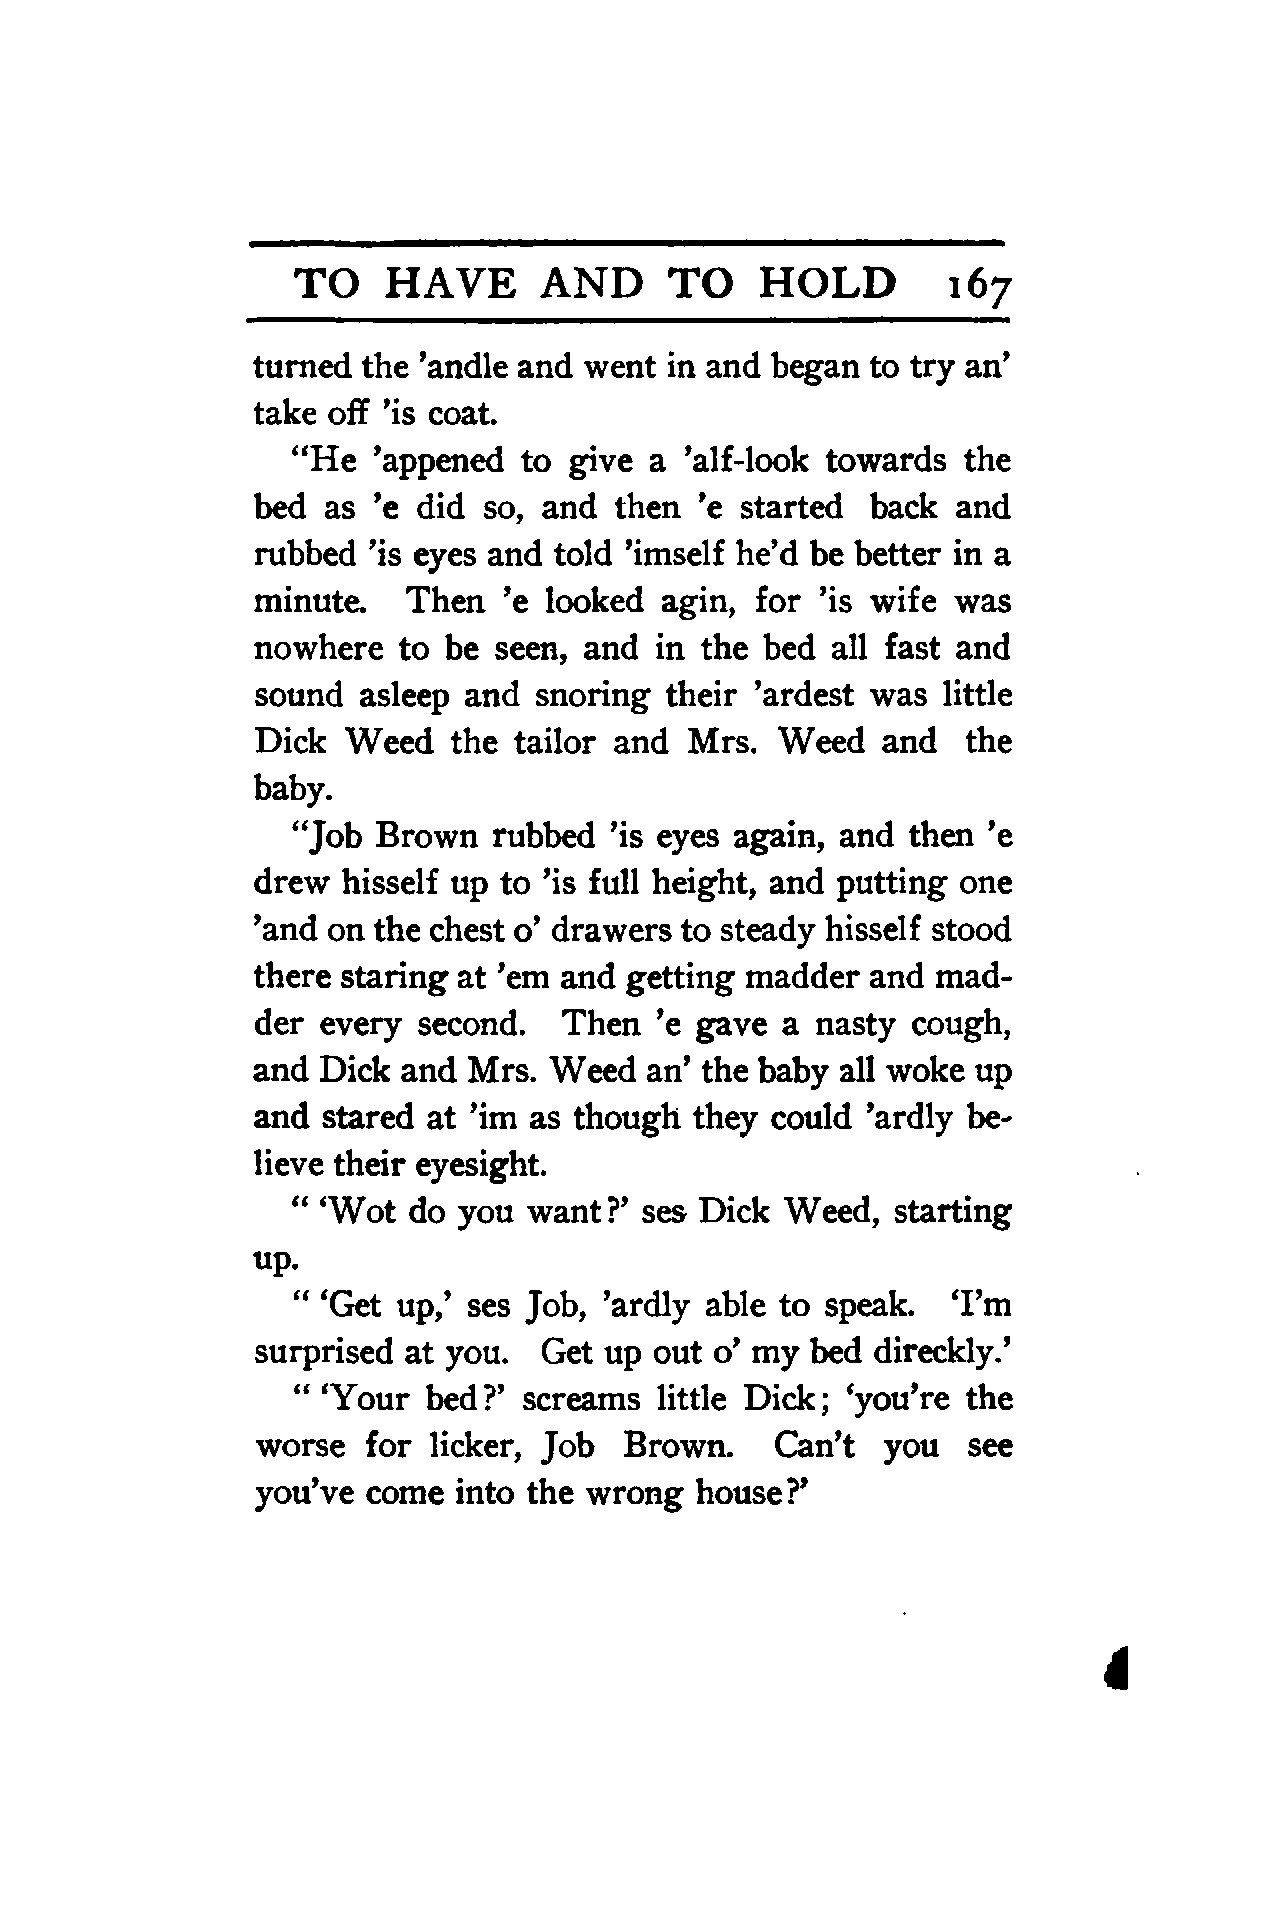 TO HAVE AND TO HOLD 167
turned the ’andle and went in and began to try an’
take off ’is coat.
“He ’appened to give a ’alf-look towards the
bed as ’e did so, and then ’e started back and
rubbed ’is eyes and told ’imself he’d be better in a
minute. Then ’e looked agin, for ’is wife was
nowhere to be seen, and in the bed all fast and
sound asleep and snoring their ’ardest was little
Dick Weed the tailor and Mrs. Weed and the
baby.
“Job Brown rubbed ’is eyes again, and then ’e
drew hisself up to ’is full height, and putting one
’and on the chest o’ drawers to steady hisself stood
there staring at ’em and getting madder and mad-
der every second. Then ’e gave a nasty cough,
and Dick and Mrs. Weed an’ the baby all woke up
and stared at ’im as though they could ’ardly be-
lieve their eyesight.
“ ‘Wot do you want?’ ses Dick Weed, starting
up.
“ ‘Get up,’ ses Job, ’ardly able to speak. ‘I’m
surprised at you. Get up out o’ my bed direckly.’
“ ‘Your bed?’ screams little Dick; ‘you’re the
worse for licker, Job Brown. Can’t you see
you’ve come into the wrong house?’